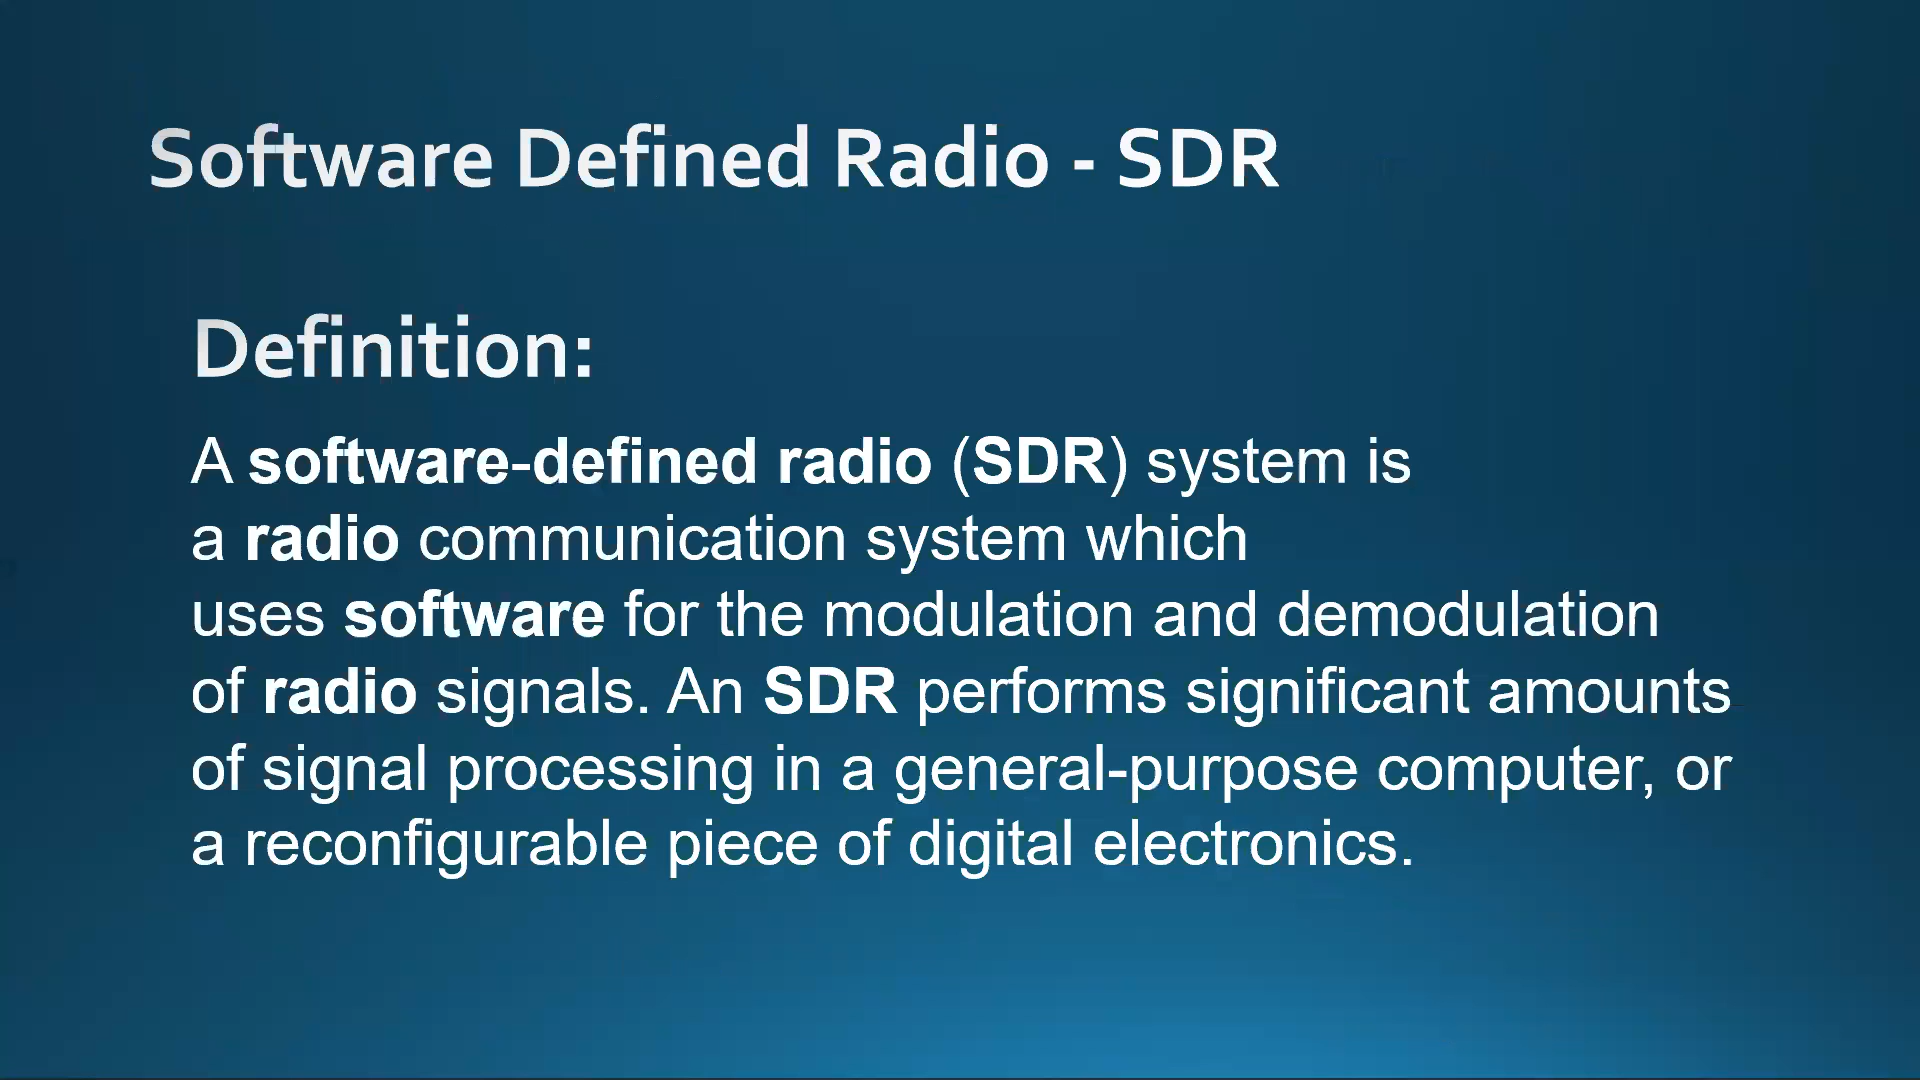 Software Defined Radio - SDR
Definition:
A software-defined radio (SDR) system is
a radio communication system which
uses software for the modulation and demodulation
of radio signals. An SDR performs significant amounts
of signal processing in a general-purpose computer, or
a reconfigurable piece of digital electronics.